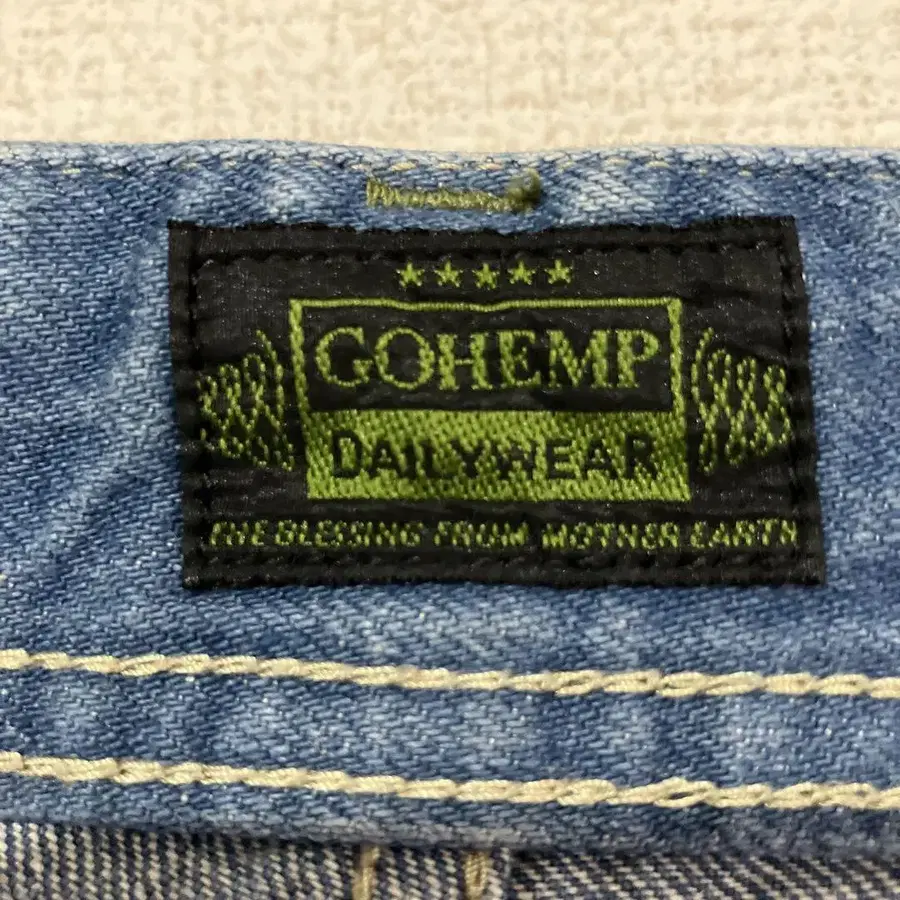 ★★★★★
GOHEMP
DAILYWEAR
THE BLESSING FROM MOTHER EARTH